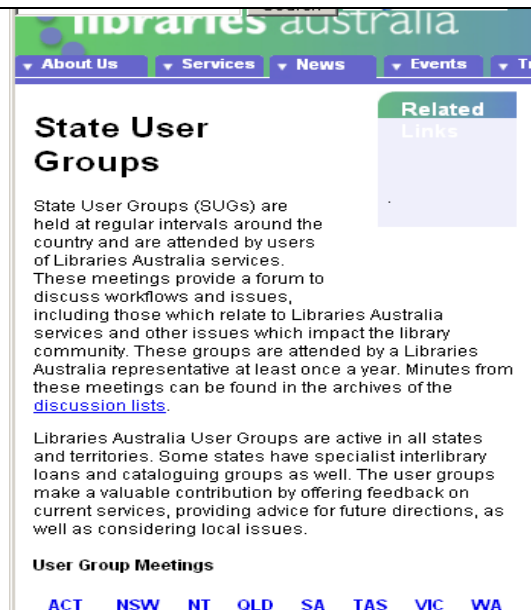 Search
libraries australia
About Us Services News Events
Related
Links
State User
Groups
State User Groups (SUGs) are
held at regular intervals around the
country and are attended by users
of Libraries Australia services.
These meetings provide a forum to
discuss workflows and issues,
including those which relate to Libraries Australia
services and other issues which impact the library
community. These groups are attended by a Libraries
Australia representative at least once a year. Minutes from
these meetings can be found in the archives of the
discussion lists.
Libraries Australia User Groups are active in all states
and territories. Some states have specialist interlibrary
loans and cataloguing groups as well. The user groups
make a valuable contribution by offering feedback on
current services, providing advice for future directions, as
well as considering local issues.
User Group Meetings
ACT NSW NT QLD SA TAS VIC WA